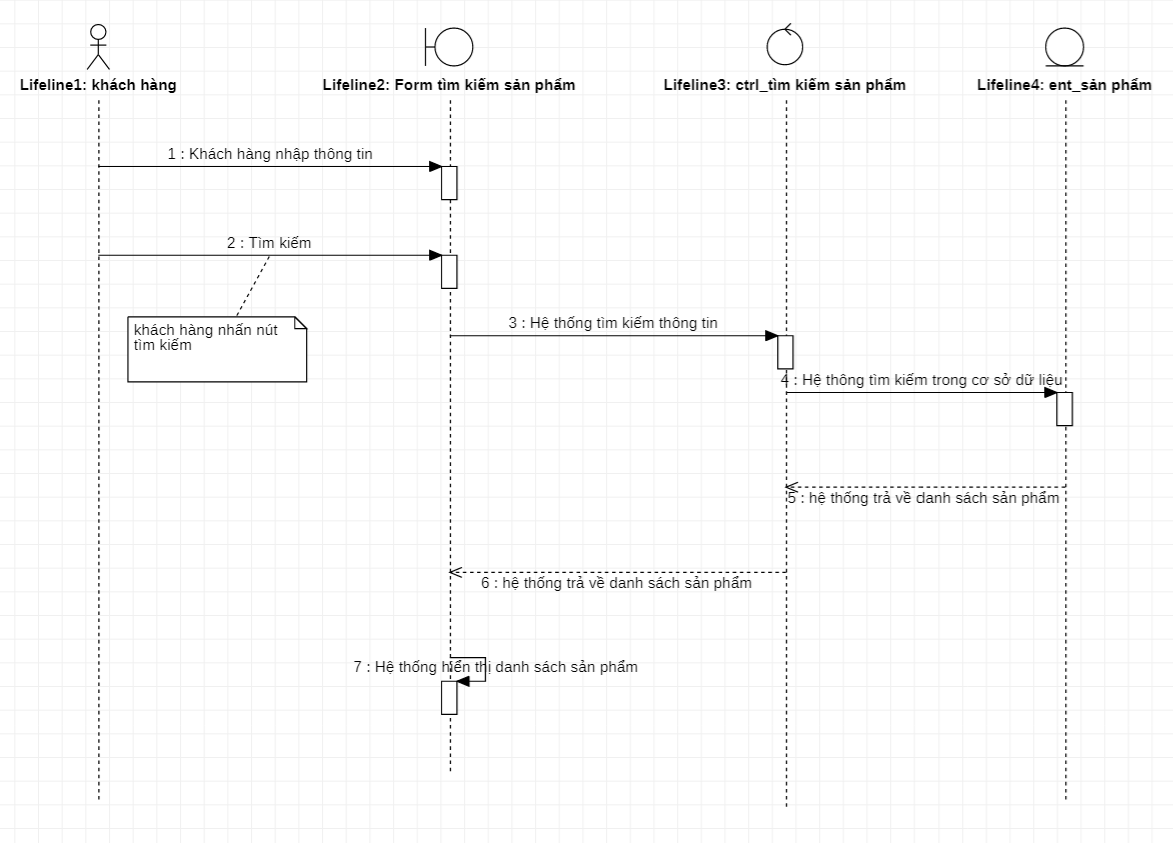 Lifeline1: khách hàng
Lifeline2: Form tìm kiếm sản phẩm
Lifeline3: ctrl_tìm kiếm sản phẩm
Lifeline4: ent_sản phẩm
1 : Khách hàng nhập thông tin
2 : Tìm kiếm
khách hàng nhấn nút
tìm kiếm
3 : Hệ thống tìm kiếm thông tin
4 : Hệ thông tìm kiếm trong cơ sở dữ liệu
5 : hệ thống trả về danh sách sản phẩm
6 : hệ thống trả về danh sách sản phẩm
7 : Hệ thống hiển thị danh sách sản phẩm